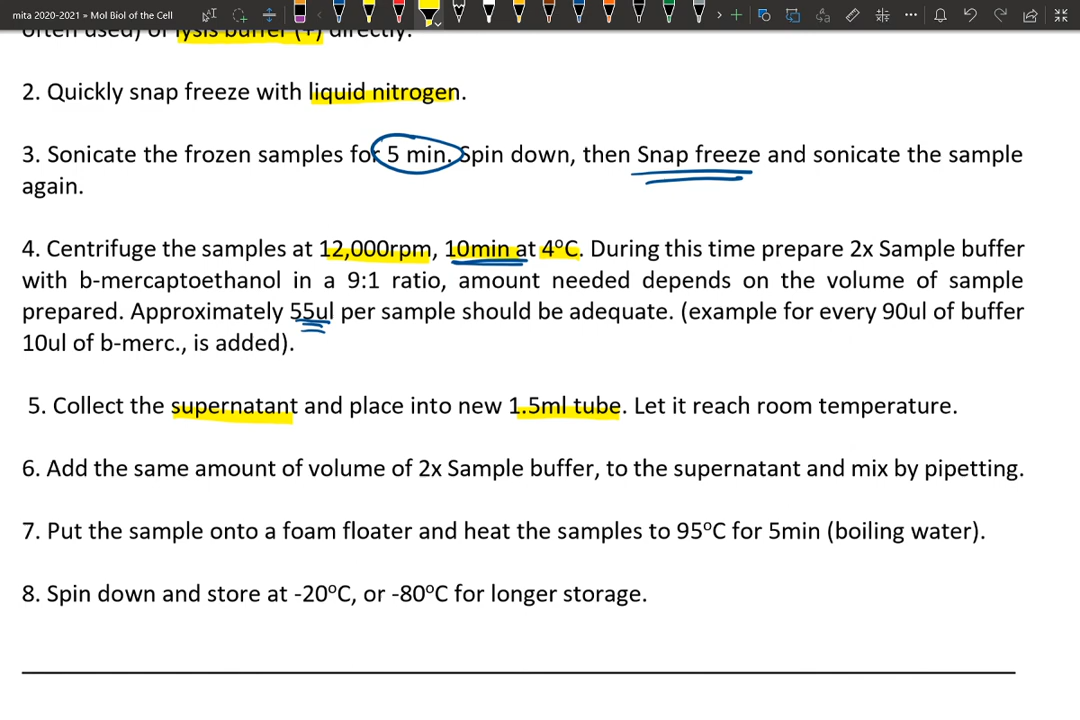 mita 2020-2021 » Mol Biol of the Cell
often used) or lysis buffer (+) directly.
2. Quickly snap freeze with liquid nitrogen.
3. Sonicate the frozen samples for 5 min. Spin down, then Snap freeze and sonicate the sample
again.
4. Centrifuge the samples at 12,000rpm, 10min at 4°C. During this time prepare 2x Sample buffer
with b-mercaptoethanol in a 9:1 ratio, amount needed depends on the volume of sample
prepared. Approximately 55ul per sample should be adequate. (example for every 90ul of buffer
10ul of b-merc., is added).
5. Collect the supernatant and place into new 1.5ml tube. Let it reach room temperature.
6. Add the same amount of volume of 2x Sample buffer, to the supernatant and mix by pipetting.
7. Put the sample onto a foam floater and heat the samples to 95°C for 5min (boiling water).
8. Spin down and store at -20°C, or -80°C for longer storage.